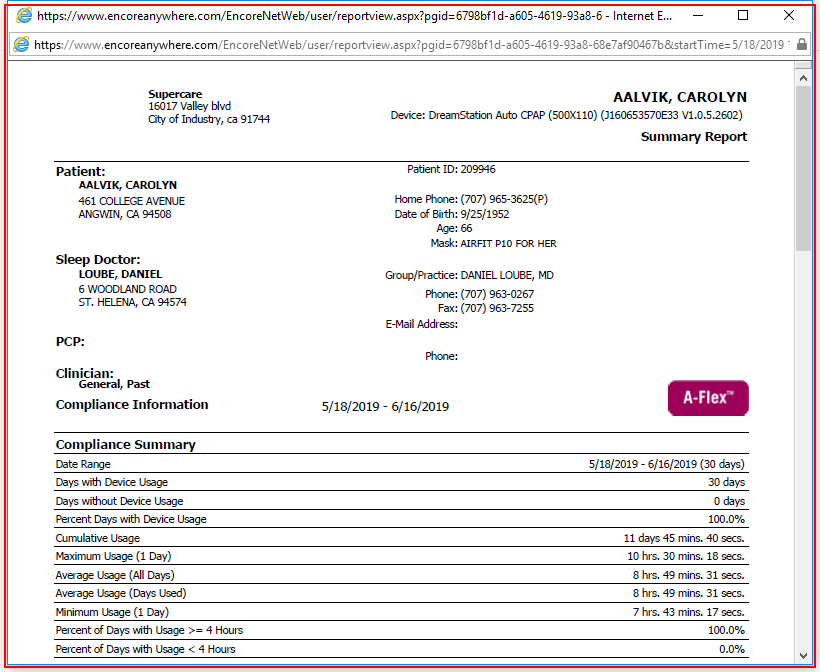 https://www.encoreanywhere.com/EncoreNetWeb/user/reportview.aspx?pgid=6798bf1d-a605-4619-93a8-6 - Internet E...
https://www.encoreanywhere.com/EncoreNetWeb/user/reportview.aspx?pgid=6798bf1d-a605-4619-93a8-68e7af90467b&startTime=5/18/2019
Supercare
16017 Valley blvd
City of Industry, ca 91744
AALVIK, CAROLYN
Device: DreamStation Auto CPAP (500X110) (J160653570E33 V1.0.5.2602)
Summary Report
Patient:
AALVIK, CAROLYN
461 COLLEGE AVENUE
ANGWIN, CA 94508
Patient ID: 209946
Home Phone: (707) 965-3625(P)
Date of Birth: 9/25/1952
Age: 66
Mask: AIRFIT P10 FOR HER
Sleep Doctor:
LOUBE, DANIEL
6 WOODLAND ROAD
ST. HELENA, CA 94574
Group/Practice: DANIEL LOUBE, MD
Phone: (707) 963-0267
Fax: (707) 963-7255
E-Mail Address:
PCP:
Phone:
Clinician:
General, Past
Compliance Information
5/18/2019 - 6/16/2019
A-Flex™
Compliance Summary
Date Range 5/18/2019 - 6/16/2019 (30 days)
Days with Device Usage 30 days
Days without Device Usage 0 days
Percent Days with Device Usage 100.0%
Cumulative Usage 11 days 45 mins. 40 secs.
Maximum Usage (1 Day) 10 hrs. 30 mins. 18 secs.
Average Usage (All Days) 8 hrs. 49 mins. 31 secs.
Average Usage (Days Used) 8 hrs. 49 mins. 31 secs.
Minimum Usage (1 Day) 7 hrs. 43 mins. 17 secs.
Percent of Days with Usage >= 4 Hours 100.0%
Percent of Days with Usage < 4 Hours 0.0%